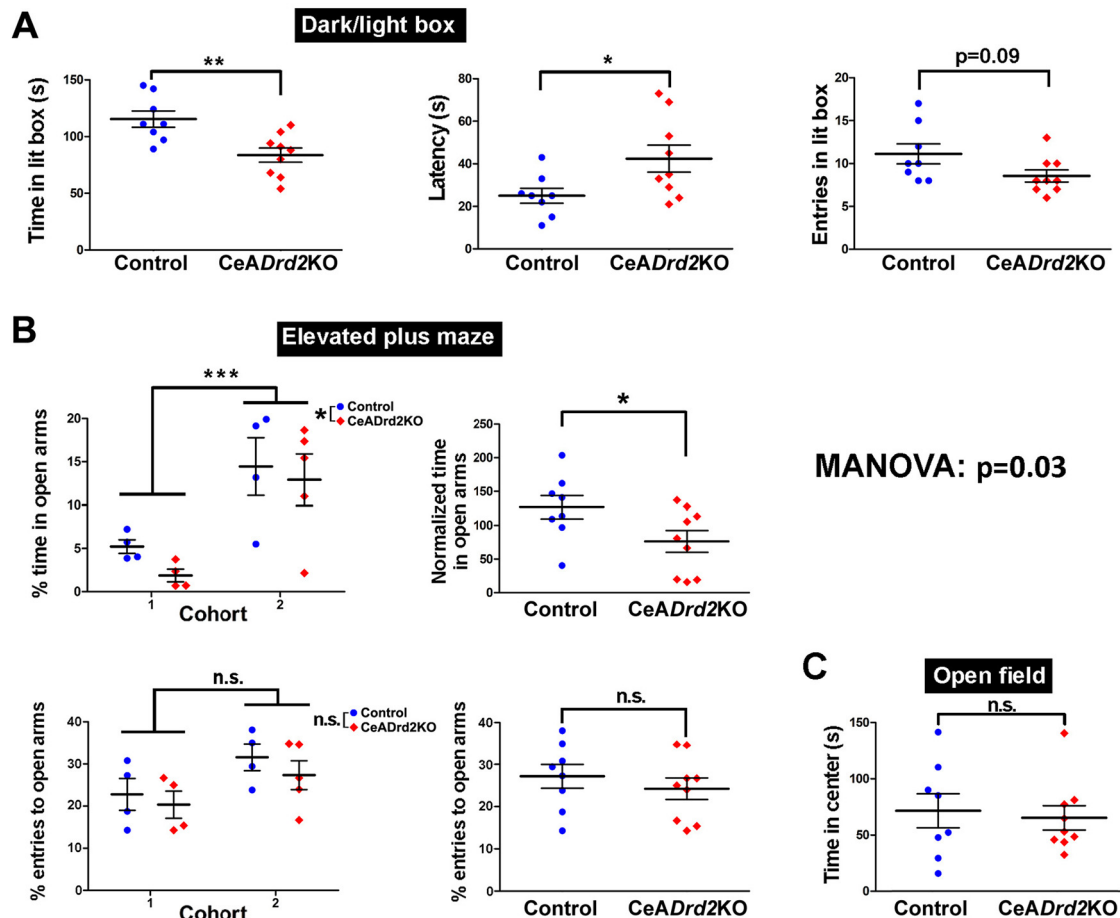 A
Dark/light box
**
Time in lit box (s)
150
100
50
0
Control CeADrd2KO
*
Latency (s)
80
60
40
20
0
Control CeADrd2KO
p=0.09
Entries in lit box
20
15
10
5
0
Control CeADrd2KO
B
Elevated plus maze
***
*
Control
CeADrd2KO
% time in open arms
20
15
10
5
0
1 2
Cohort
*
Normalized time
in open arms
250
200
150
100
50
0
Control CeADrd2KO
MANOVA: p=0.03
n.s.
n.s.
Control
CeADrd2KO
% entries to open arms
40
30
20
10
0
1 2
Cohort
n.s.
% entries to open arms
40
30
20
10
0
Control CeADrd2KO
C
Open field
n.s.
Time in center (s)
150
100
50
0
Control CeADrd2KO